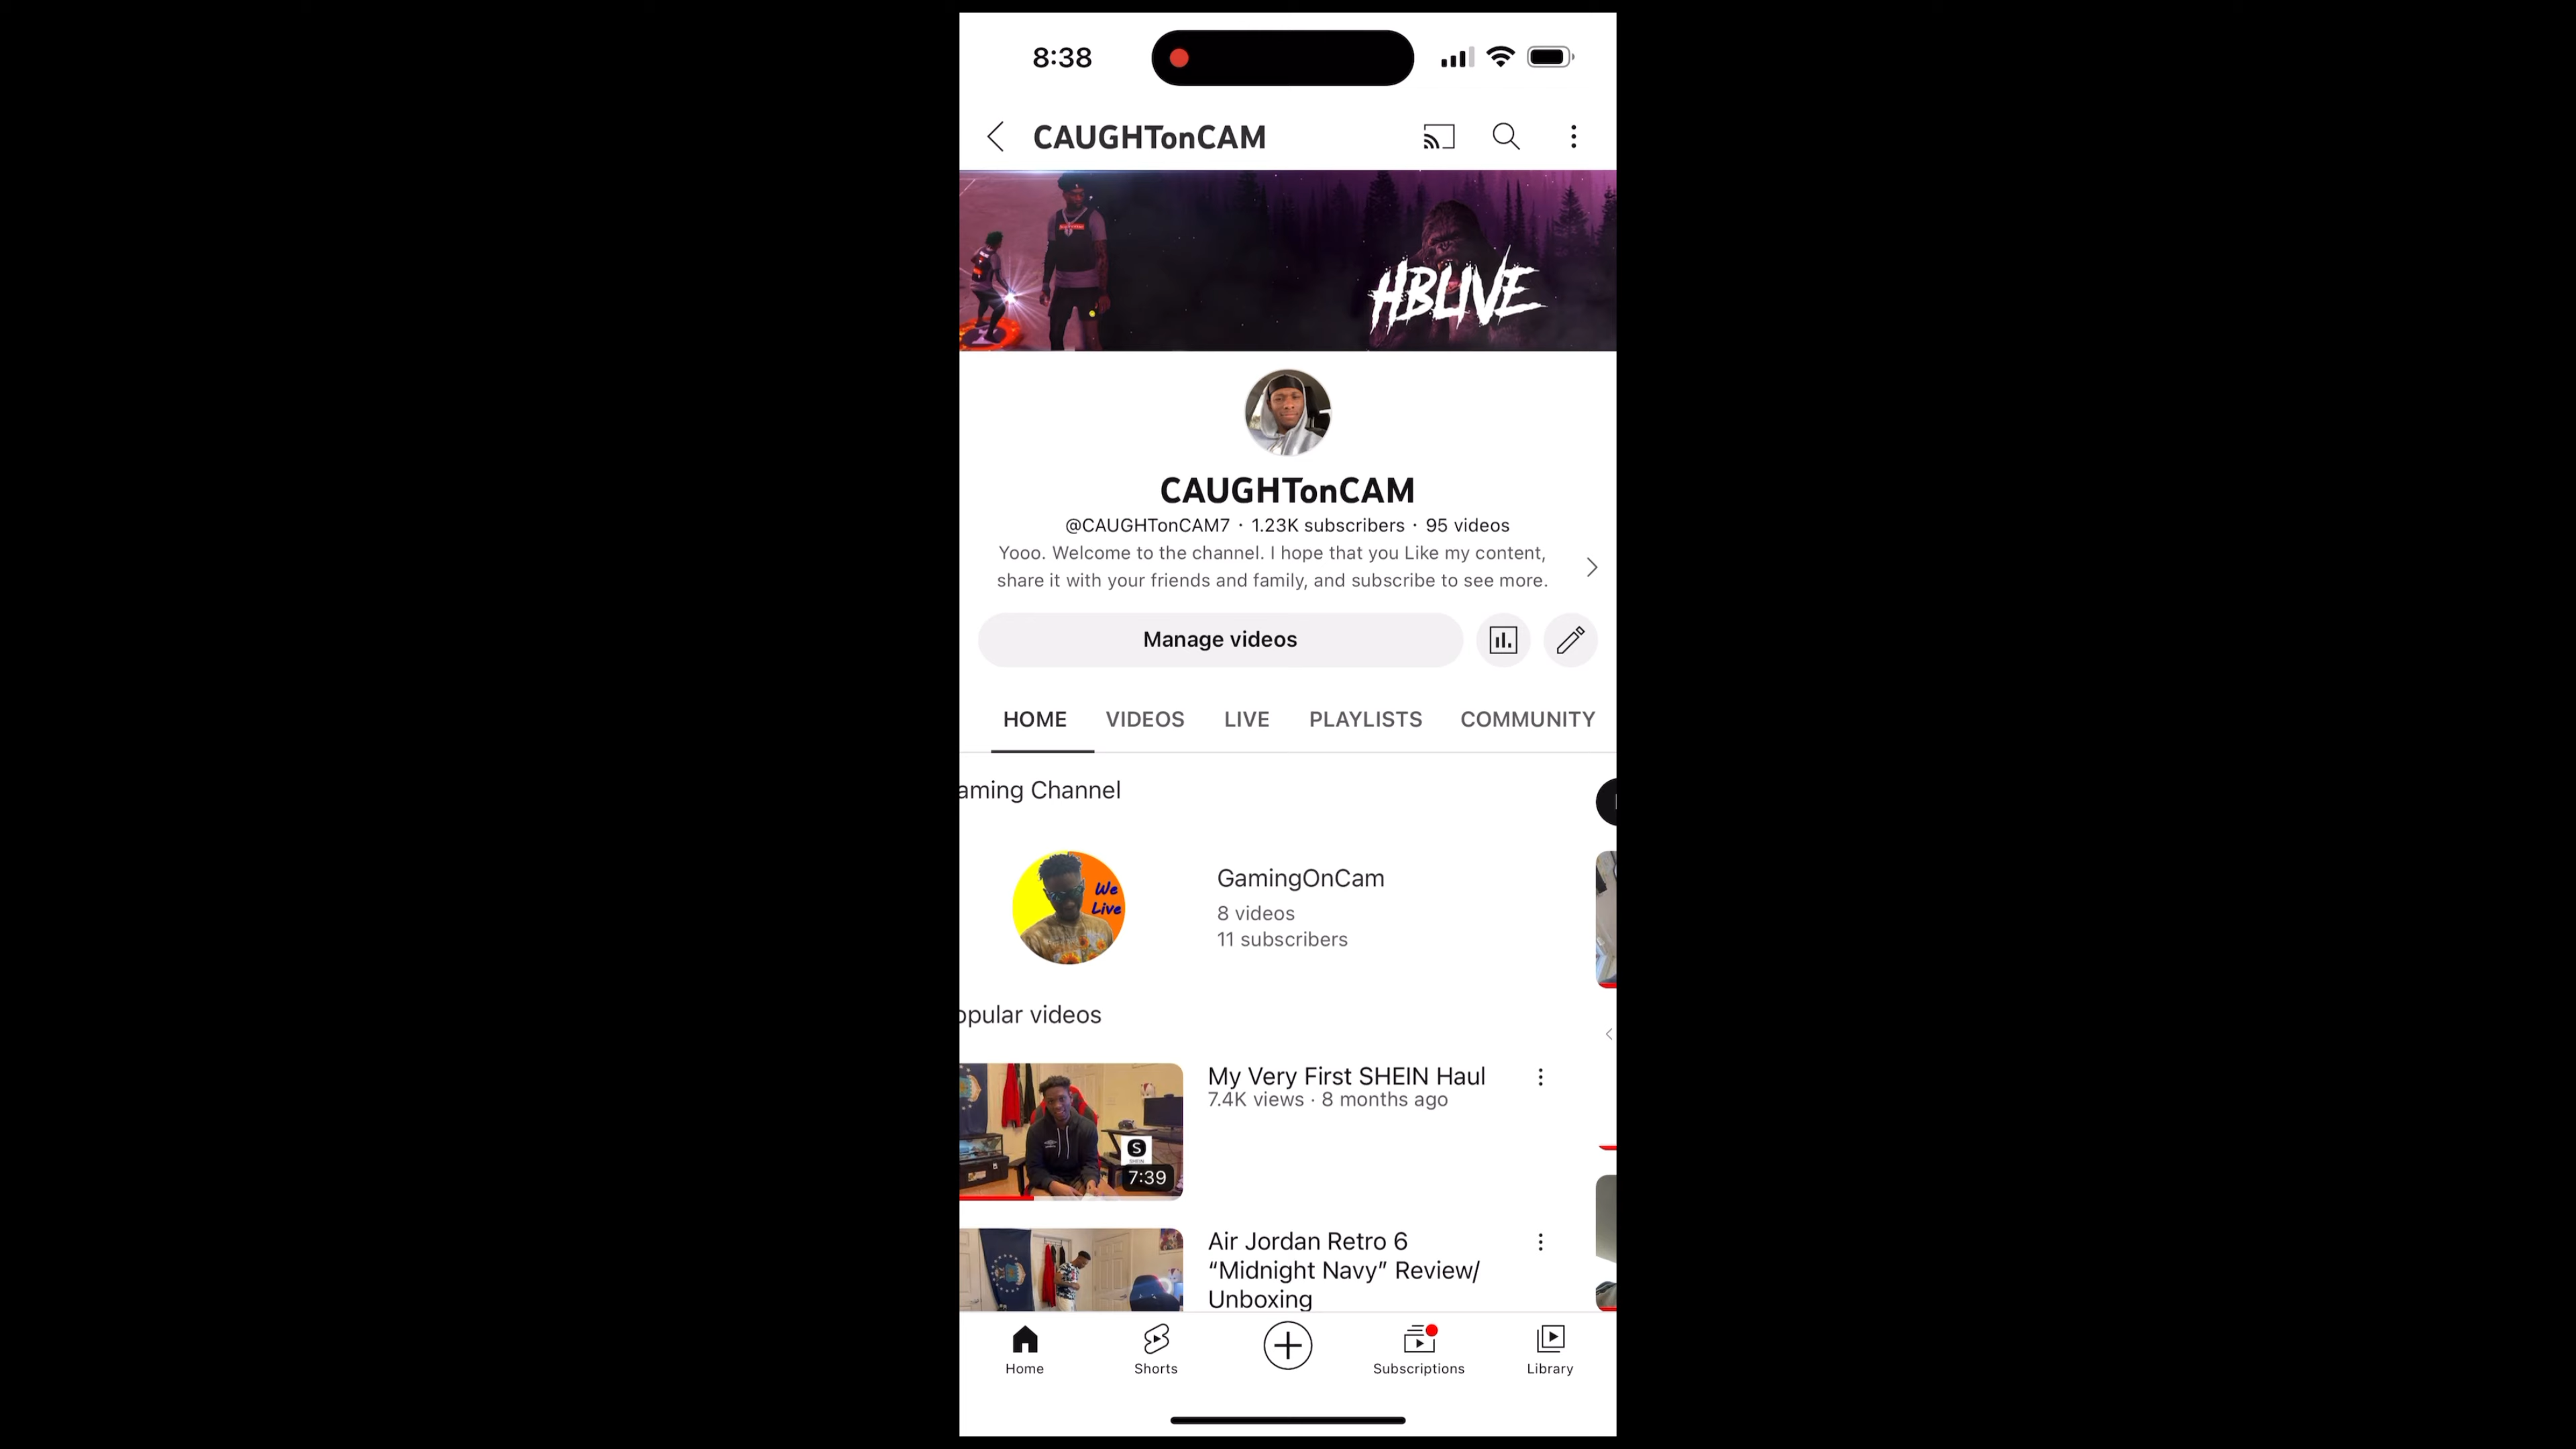 8:38
CAUGHTonCAM
HBLIVE
CAUGHTonCAM
@CAUGHTonCAM7 · 1.23K subscribers · 95 videos
Yooo. Welcome to the channel. I hope that you Like my content,
share it with your friends and family, and subscribe to see more.
Manage videos
HOME VIDEOS LIVE PLAYLISTS COMMUNITY
aming Channel
We
Live
GamingOnCam
8 videos
11 subscribers
opular videos
My Very First SHEIN Haul
7.4K views · 8 months ago
S
SHEIN
7:39
Air Jordan Retro 6
“Midnight Navy” Review/
Unboxing
Home Shorts Subscriptions Library